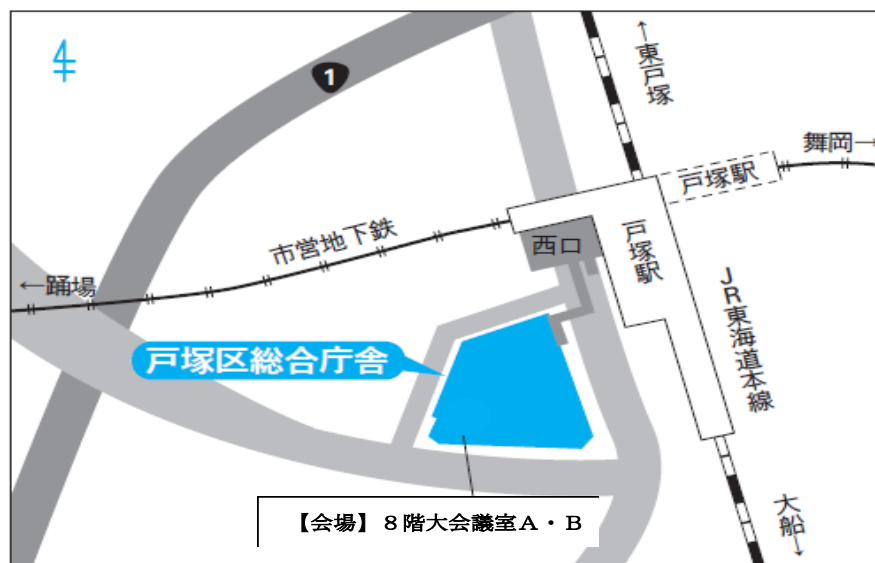 1
←東戸塚
舞岡→
戸塚駅
市営地下鉄
西口
戸塚駅
←踊場
JR東海道本線
戸塚区総合庁舎
【会場】８階大会議室Ａ・Ｂ
大船→